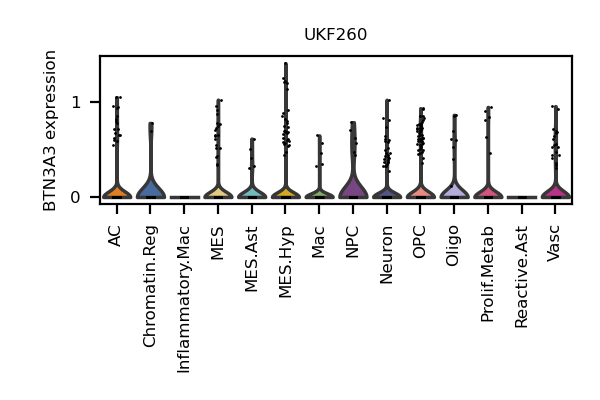 UKF260
BTN3A3 expression
1
0
AC
Chromatin.Reg
Inflammatory.Mac
MES
MES.Ast
MES.Hyp
Mac
NPC
Neuron
OPC
Oligo
Prolif.Metab
Reactive.Ast
Vasc